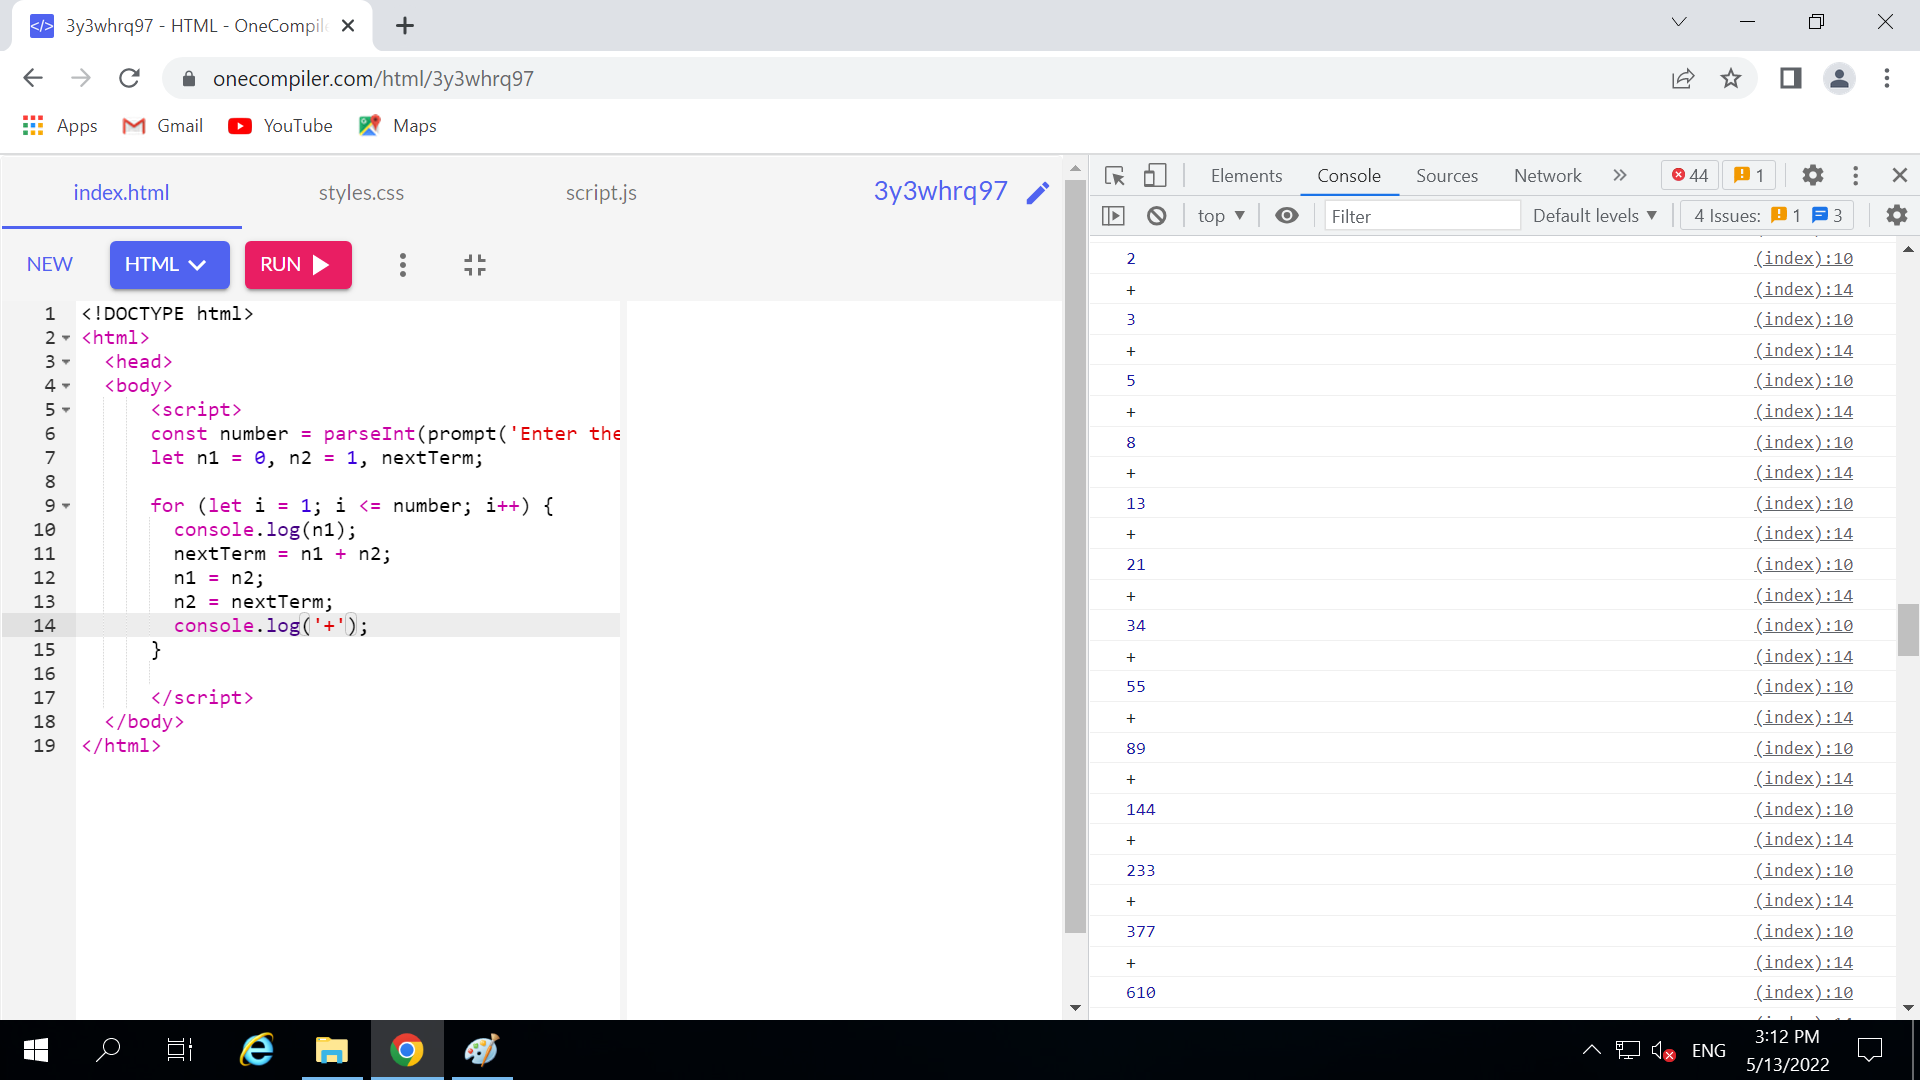 3y3whrq97 - HTML - OneCompile
onecompiler.com/html/3y3whrq97
Apps
Gmail
YouTube
Maps
index.html
styles.css
script.js
3y3whrq97
NEW
HTML
RUN
1 <!DOCTYPE html>
2 <html>
3 <head>
4 <body>
5 <script>
6 const number = parseInt(prompt('Enter the
7 let n1 = 0, n2 = 1, nextTerm;
8
9 for (let i = 1; i <= number; i++) {
10 console.log(n1);
11 nextTerm = n1 + n2;
12 n1 = n2;
13 n2 = nextTerm;
14 console.log('+');
15 }
16
17 </script>
18 </body>
19 </html>
Elements
Console
Sources
Network
44
1
top
Filter
Default levels
4 Issues: 1 3
2 (index):10
+ (index):14
3 (index):10
+ (index):14
5 (index):10
+ (index):14
8 (index):10
+ (index):14
13 (index):10
+ (index):14
21 (index):10
+ (index):14
34 (index):10
+ (index):14
55 (index):10
+ (index):14
89 (index):10
+ (index):14
144 (index):10
+ (index):14
233 (index):10
+ (index):14
377 (index):10
+ (index):14
610 (index):10
ENG
3:12 PM
5/13/2022